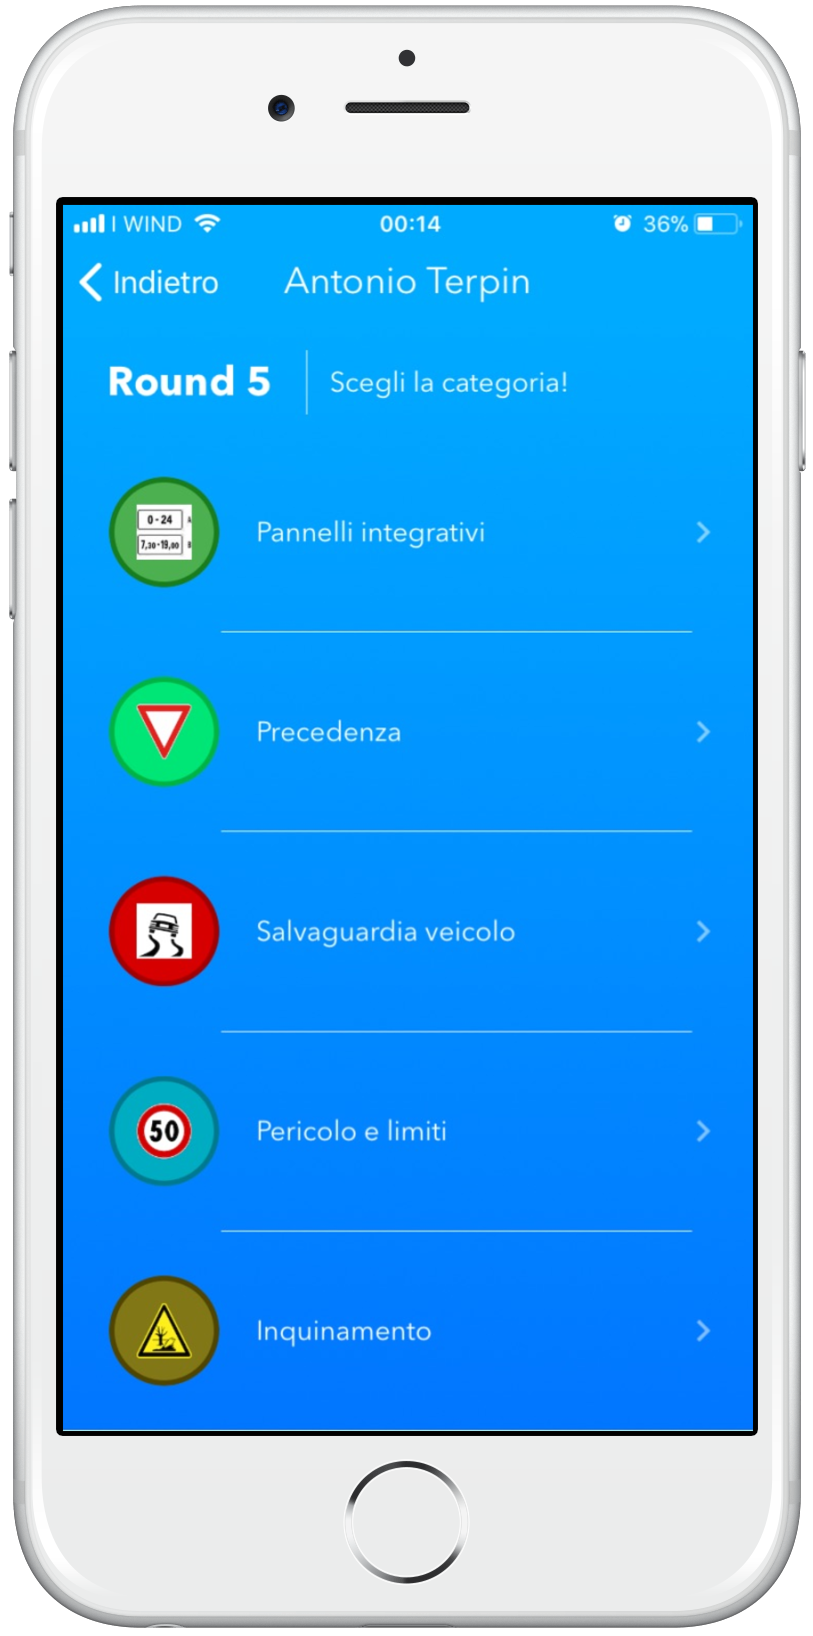 I WIND 00:14 36%
Indietro Antonio Terpin
Round 5 Scegli la categoria!
0-24 A
7,30-19,00 B
Pannelli integrativi
Precedenza
Salvaguardia veicolo
50
Pericolo e limiti
Inquinamento